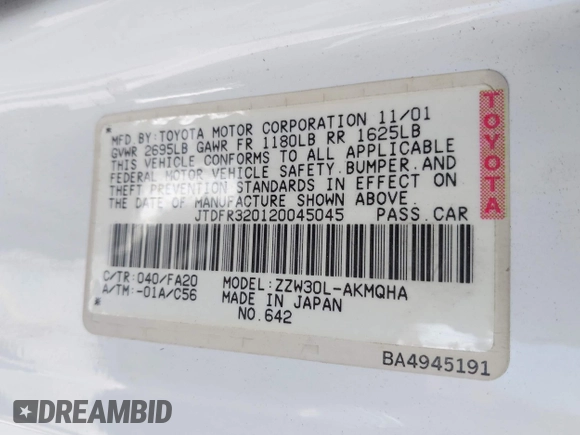 MFD.BY:TOYOTA MOTOR CORPORATION 11/01
GVWR 2695LB GAWR FR 1180LB RR 1625LB
THIS VEHICLE CONFORMS TO ALL APPLICABLE
FEDERAL MOTOR VEHICLE SAFETY.BUMPER.AND
THEFT PREVENTION STANDARDS IN EFFECT ON
THE DATE OF MANUFACTURE SHOWN ABOVE.
JTDFR320120045045 PASS.CAR
C/TR:040/FA20 MODEL:ZZW30L-AKMQHA
A/TM:-01A/C56 MADE IN JAPAN
NO.642
TOYOTA
BA4945191
DREAMBID